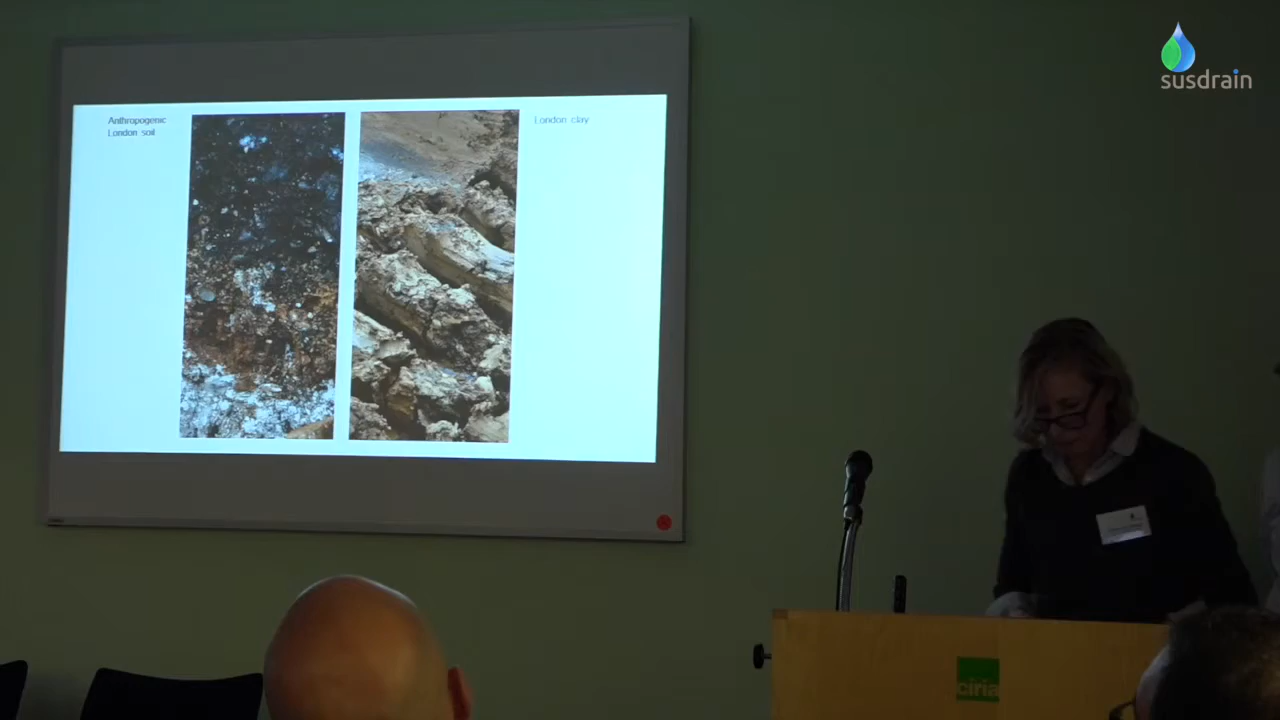 susdrain
Anthropogenic
London soil
London clay
ciria